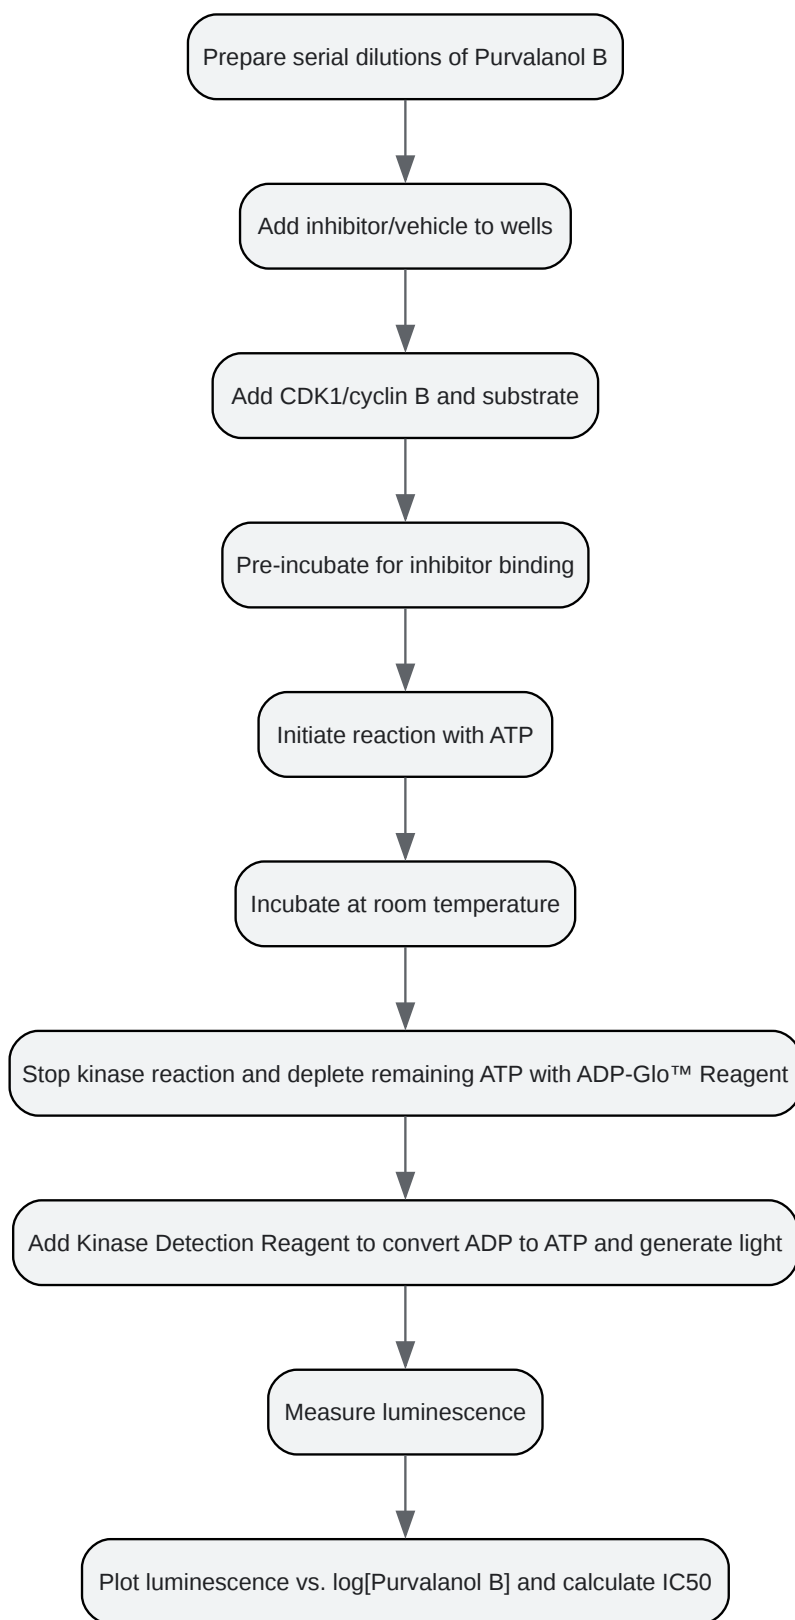 Prepare serial dilutions of Purvalanol B
Add inhibitor/vehicle to wells
Add CDK1/cyclin B and substrate
Pre-incubate for inhibitor binding
Initiate reaction with ATP
Incubate at room temperature
Stop kinase reaction and deplete remaining ATP with ADP-Glo™ Reagent
Add Kinase Detection Reagent to convert ADP to ATP and generate light
Measure luminescence
Plot luminescence vs. log[Purvalanol B] and calculate IC50